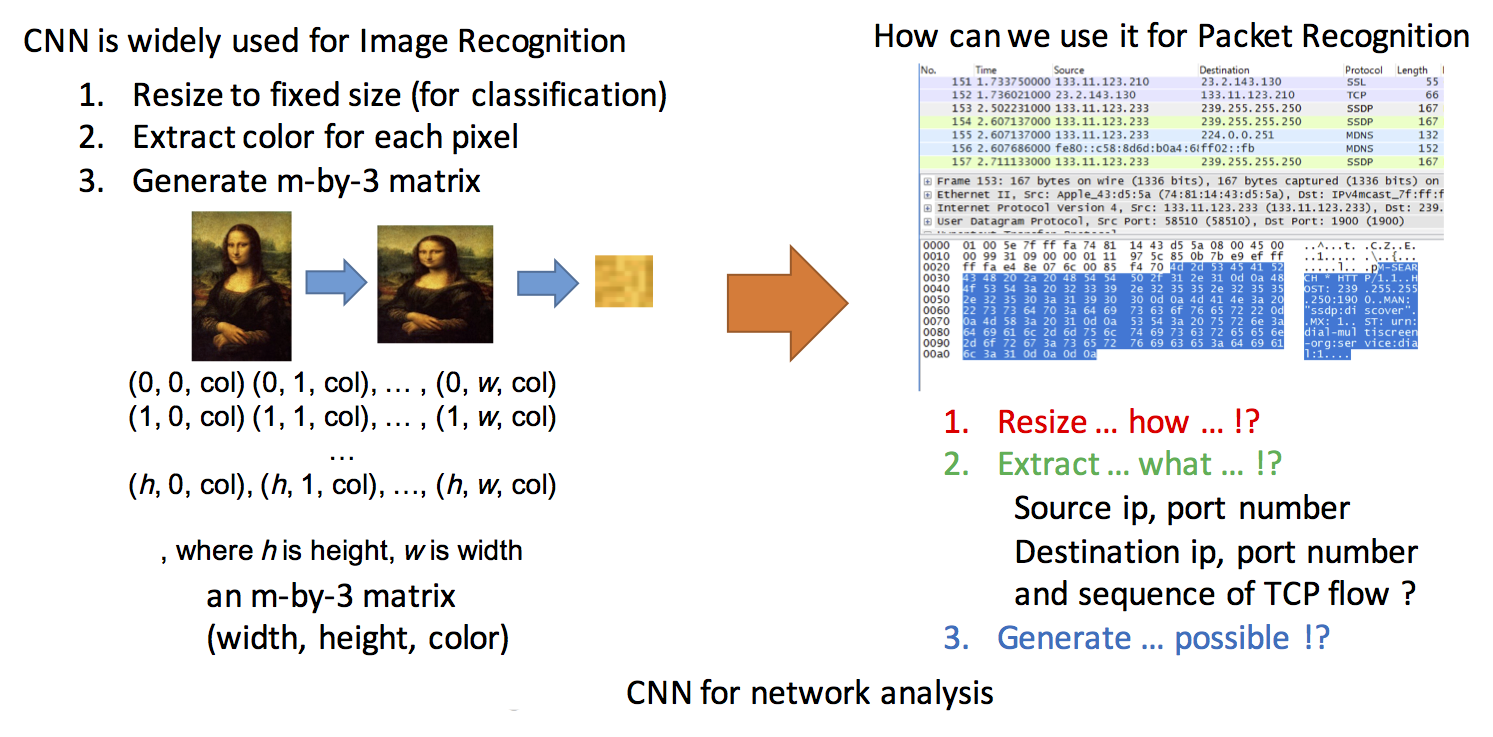 CNN is widely used for Image Recognition
1. Resize to fixed size (for classification)
2. Extract color for each pixel
3. Generate m-by-3 matrix
(0, 0, col) (0, 1, col), … , (0, w, col)
(1, 0, col) (1, 1, col), … , (1, w, col)
…
(h, 0, col), (h, 1, col), …, (h, w, col)
, where h is height, w is width
an m-by-3 matrix
(width, height, color)
How can we use it for Packet Recognition
No. Time Source Destination Protocol Length
151 1.733750000 133.11.123.210 23.2.143.130 SSL 55
152 1.736021000 23.2.143.130 133.11.123.210 TCP 66
153 2.502231000 133.11.123.233 239.255.255.250 SSDP 167
154 2.607137000 133.11.123.233 239.255.255.250 SSDP 167
155 2.607137000 133.11.123.233 224.0.0.251 MDNS 132
156 2.607686000 fe80::c58:8d6d:b0a4:6 ff02::fb MDNS 152
157 2.711133000 133.11.123.233 239.255.255.250 SSDP 167
Frame 153: 167 bytes on wire (1336 bits), 167 bytes captured (1336 bits) on
Ethernet II, Src: Apple_43:d5:5a (74:81:14:43:d5:5a), Dst: IPv4mcast_7f:ff:f
Internet Protocol Version 4, Src: 133.11.123.233 (133.11.123.233), Dst: 239.
User Datagram Protocol, Src Port: 58510 (58510), Dst Port: 1900 (1900)
0000 01 00 5e 7f ff fa 74 81 14 43 d5 5a 08 00 45 00 ..^...t. .C.Z..E.
0010 00 99 31 09 00 00 01 11 97 5c 85 0b 7b e9 ef ff ..1..... .\..{...
0020 ff fa e4 8e 07 6c 00 85 f4 70 4d 2d 53 45 41 52 .....l.. .pM-SEAR
0030 43 48 20 2a 20 48 54 54 50 2f 31 2e 31 0d 0a 48 CH * HTT P/1.1..H
0040 4f 53 54 3a 20 32 33 39 2e 32 35 35 2e 32 35 35 OST: 239 .255.255
0050 2e 32 35 30 3a 31 39 30 30 0d 0a 4d 41 4e 3a 20 .250:190 0..MAN:
0060 22 73 73 64 70 3a 64 69 73 63 6f 76 65 72 22 0d "ssdp:di scover".
0070 0a 4d 58 3a 20 31 0d 0a 53 54 3a 20 75 72 6e 3a .MX: 1.. ST: urn:
0080 64 69 61 6c 2d 6d 75 6c 74 69 73 63 72 65 65 6e dial-mul tiscreen
0090 2d 6f 72 67 3a 73 65 72 76 69 63 65 3a 64 69 61 -org:ser vice:dia
00a0 6c 3a 31 0d 0a 0d 0a l:1....
1. Resize … how … !?
2. Extract … what … !?
Source ip, port number
Destination ip, port number
and sequence of TCP flow ?
3. Generate … possible !?
CNN for network analysis